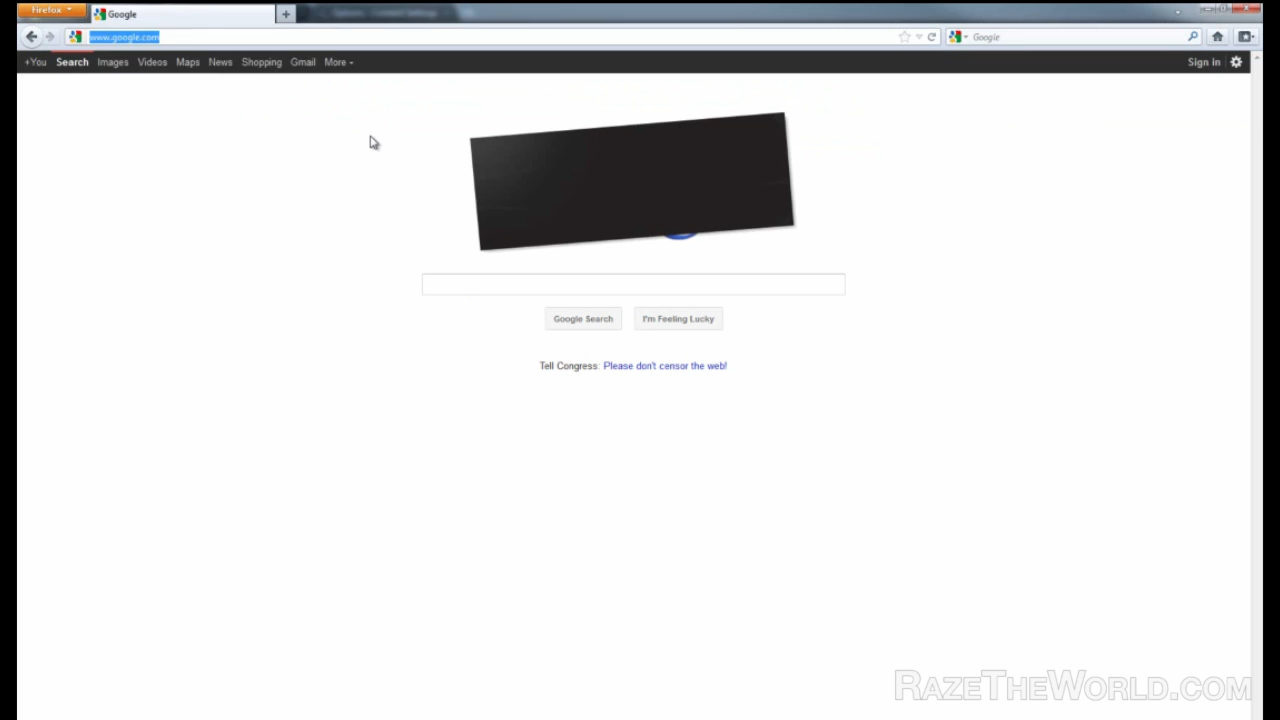 Firefox
Google
www.google.com
Google
+You Search Images Videos Maps News Shopping Gmail More
Sign in
Google Search
I'm Feeling Lucky
Tell Congress: Please don't censor the web!
RAZETHEWORLD.COM